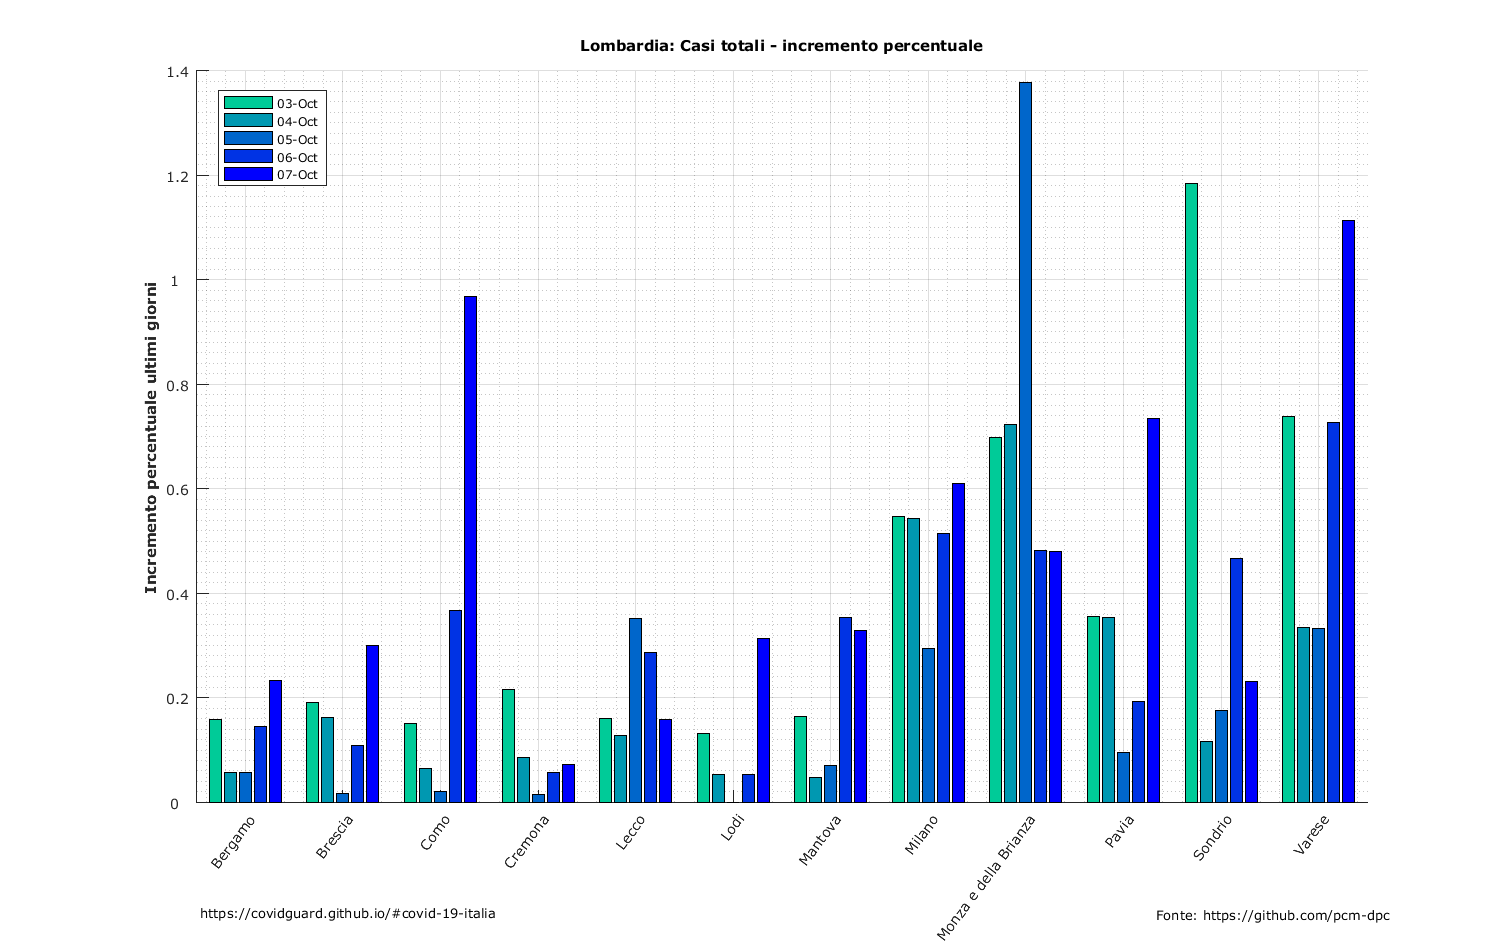 Lombardia: Casi totali - incremento percentuale
1.4
1.2
1
0.8
0.6
0.4
0.2
0
Incremento percentuale ultimi giorni
03-Oct
04-Oct
05-Oct
06-Oct
07-Oct
Bergamo
Brescia
Como
Cremona
Lecco
Lodi
Mantova
Milano
Monza e della Brianza
Pavia
Sondrio
Varese
https://covidguard.github.io/#covid-19-italia
Fonte: https://github.com/pcm-dpc